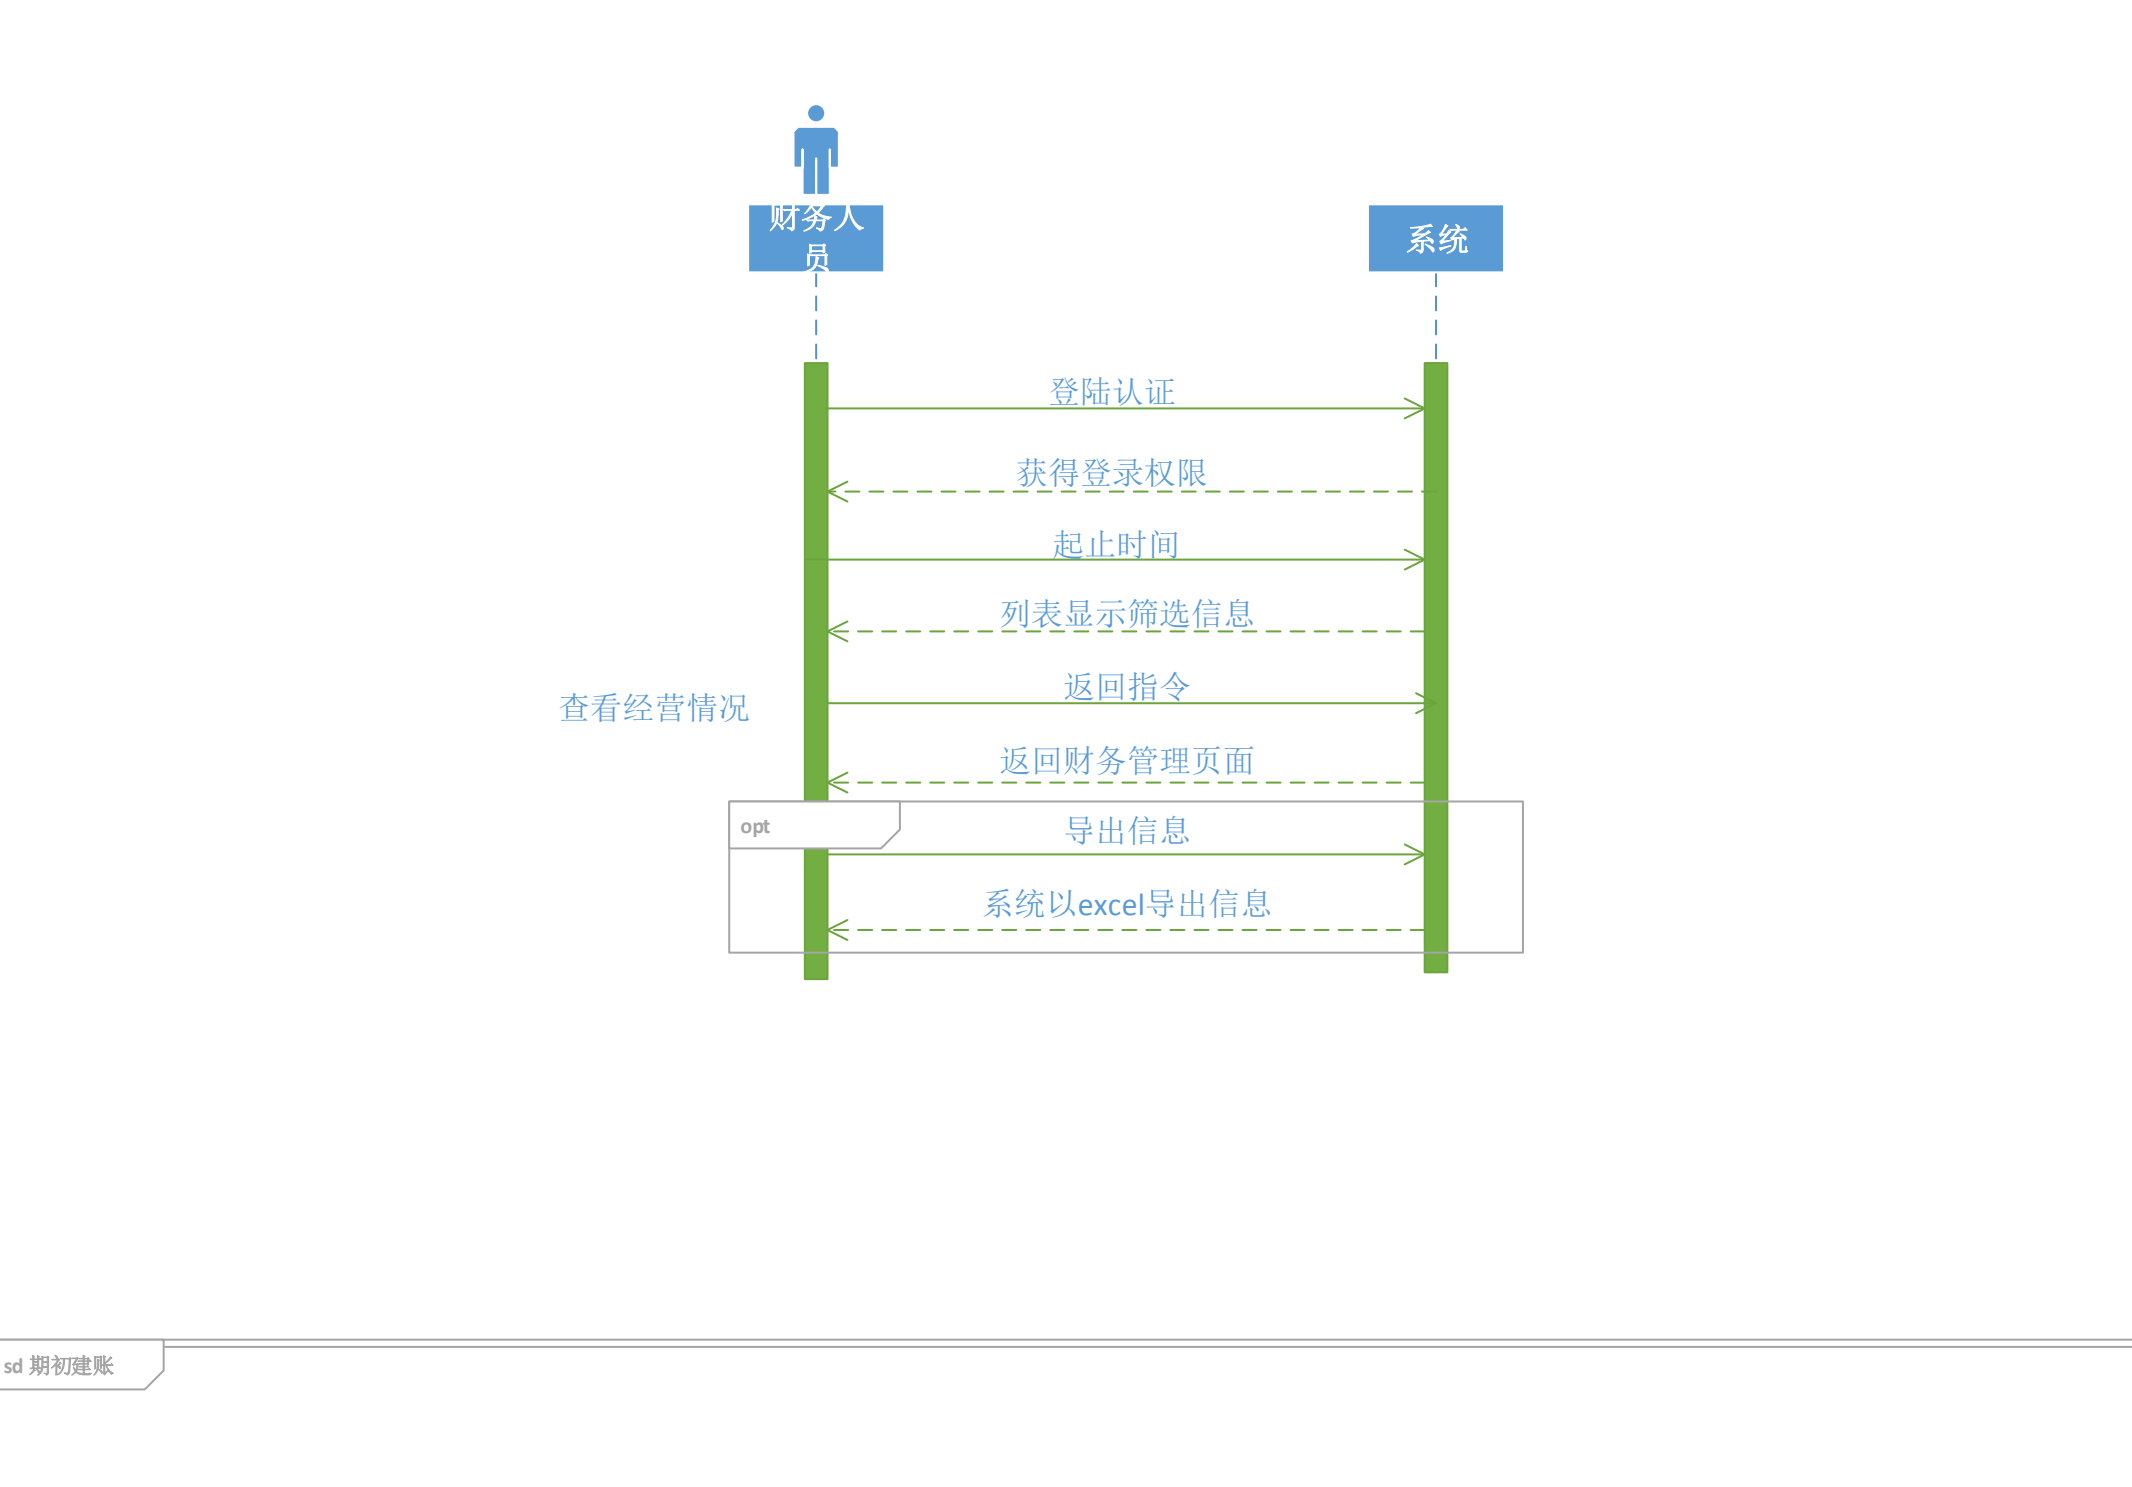 财务人
员
系统
登陆认证
获得登录权限
起止时间
列表显示筛选信息
返回指令
查看经营情况
返回财务管理页面
opt
导出信息
系统以excel导出信息
sd 期初建账